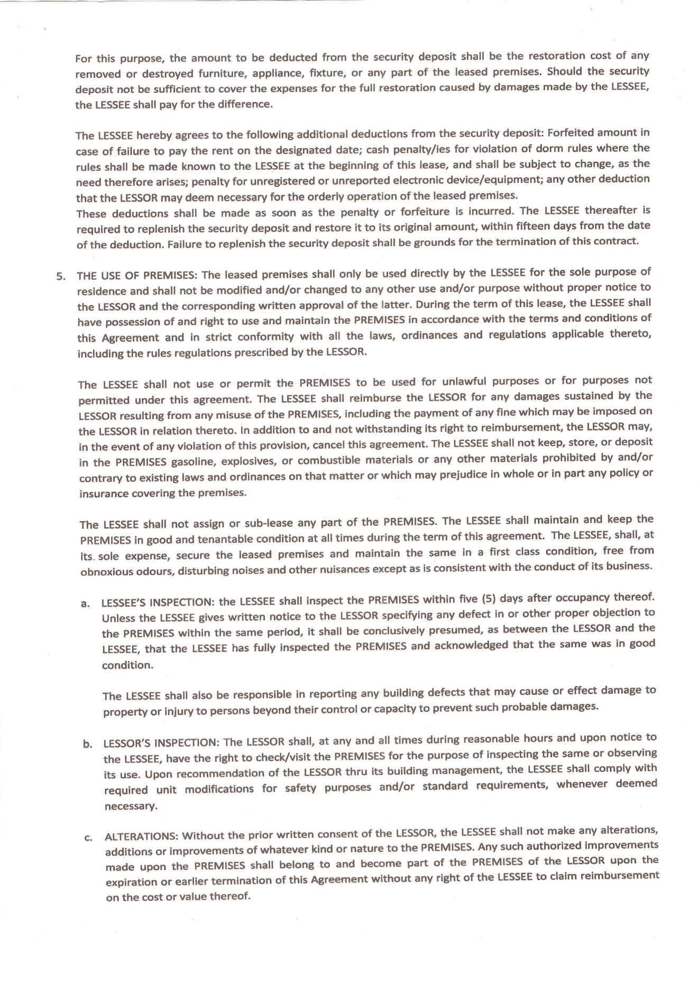 For this purpose, the amount to be deducted from the security deposit shall be the restoration cost of any
removed or destroyed furniture, appliance, fixture, or any part of the leased premises. Should the security
deposit not be sufficient to cover the expenses for the full restoration caused by damages made by the LESSEE,
the LESSEE shall pay for the difference.
The LESSEE hereby agrees to the following additional deductions from the security deposit: Forfeited amount in
case of failure to pay the rent on the designated date; cash penalty/ies for violation of dorm rules where the
rules shall be made known to the LESSEE at the beginning of this lease, and shall be subject to change, as the
need therefore arises; penalty for unregistered or unreported electronic device/equipment; any other deduction
that the LESSOR may deem necessary for the orderly operation of the leased premises.
These deductions shall be made as soon as the penalty or forfeiture is incurred. The LESSEE thereafter is
required to replenish the security deposit and restore it to its original amount, within fifteen days from the date
of the deduction. Failure to replenish the security deposit shall be grounds for the termination of this contract.
5. THE USE OF PREMISES: The leased premises shall only be used directly by the LESSEE for the sole purpose of
residence and shall not be modified and/or changed to any other use and/or purpose without proper notice to
the LESSOR and the corresponding written approval of the latter. During the term of this lease, the LESSEE shall
have possession of and right to use and maintain the PREMISES in accordance with the terms and conditions of
this Agreement and in strict conformity with all the laws, ordinances and regulations applicable thereto,
including the rules regulations prescribed by the LESSOR.
The LESSEE shall not use or permit the PREMISES to be used for unlawful purposes or for purposes not
permitted under this agreement. The LESSEE shall reimburse the LESSOR for any damages sustained by the
LESSOR resulting from any misuse of the PREMISES, including the payment of any fine which may be imposed on
the LESSOR in relation thereto. In addition to and not withstanding its right to reimbursement, the LESSOR may,
in the event of any violation of this provision, cancel this agreement. The LESSEE shall not keep, store, or deposit
in the PREMISES gasoline, explosives, or combustible materials or any other materials prohibited by and/or
contrary to existing laws and ordinances on that matter or which may prejudice in whole or in part any policy or
insurance covering the premises.
The LESSEE shall not assign or sub-lease any part of the PREMISES. The LESSEE shall maintain and keep the
PREMISES in good and tenantable condition at all times during the term of this agreement. The LESSEE, shall, at
its sole expense, secure the leased premises and maintain the same in a first class condition, free from
obnoxious odours, disturbing noises and other nuisances except as is consistent with the conduct of its business.
a. LESSEE'S INSPECTION: the LESSEE shall inspect the PREMISES within five (5) days after occupancy thereof.
Unless the LESSEE gives written notice to the LESSOR specifying any defect in or other proper objection to
the PREMISES within the same period, it shall be conclusively presumed, as between the LESSOR and the
LESSEE, that the LESSEE has fully inspected the PREMISES and acknowledged that the same was in good
condition.
The LESSEE shall also be responsible in reporting any building defects that may cause or effect damage to
property or injury to persons beyond their control or capacity to prevent such probable damages.
b. LESSOR'S INSPECTION: The LESSOR shall, at any and all times during reasonable hours and upon notice to
the LESSEE, have the right to check/visit the PREMISES for the purpose of inspecting the same or observing
its use. Upon recommendation of the LESSOR thru its building management, the LESSEE shall comply with
required unit modifications for safety purposes and/or standard requirements, whenever deemed
necessary.
c. ALTERATIONS: Without the prior written consent of the LESSOR, the LESSEE shall not make any alterations,
additions or improvements of whatever kind or nature to the PREMISES. Any such authorized improvements
made upon the PREMISES shall belong to and become part of the PREMISES of the LESSOR upon the
expiration or earlier termination of this Agreement without any right of the LESSEE to claim reimbursement
on the cost or value thereof.